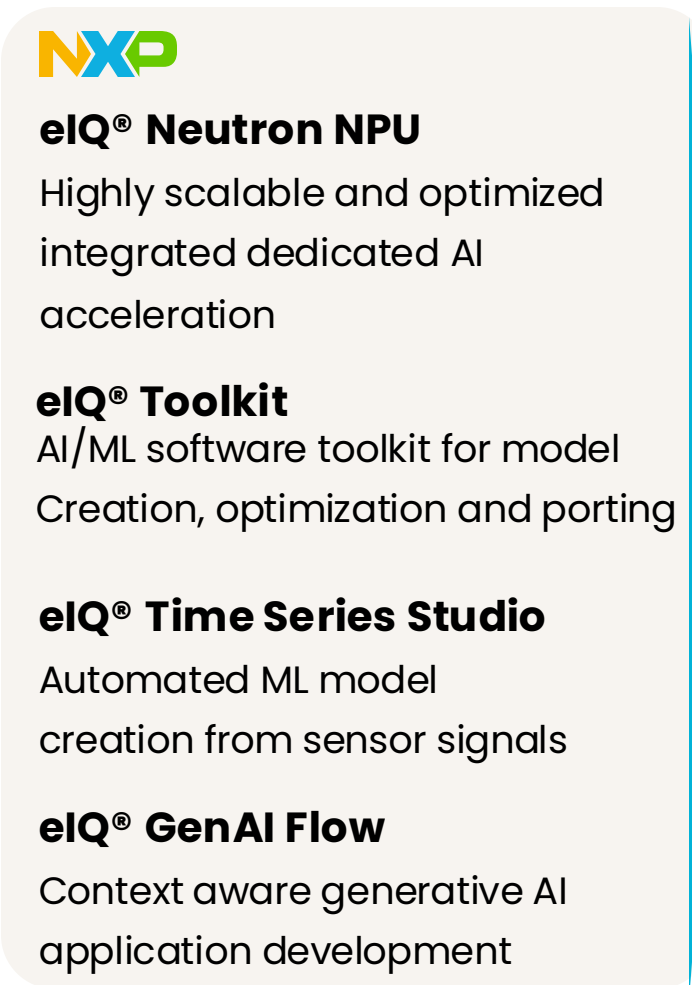 NXP
eIQ® Neutron NPU
Highly scalable and optimized
integrated dedicated AI
acceleration
eIQ® Toolkit
AI/ML software toolkit for model
Creation, optimization and porting
eIQ® Time Series Studio
Automated ML model
creation from sensor signals
eIQ® GenAI Flow
Context aware generative AI
application development